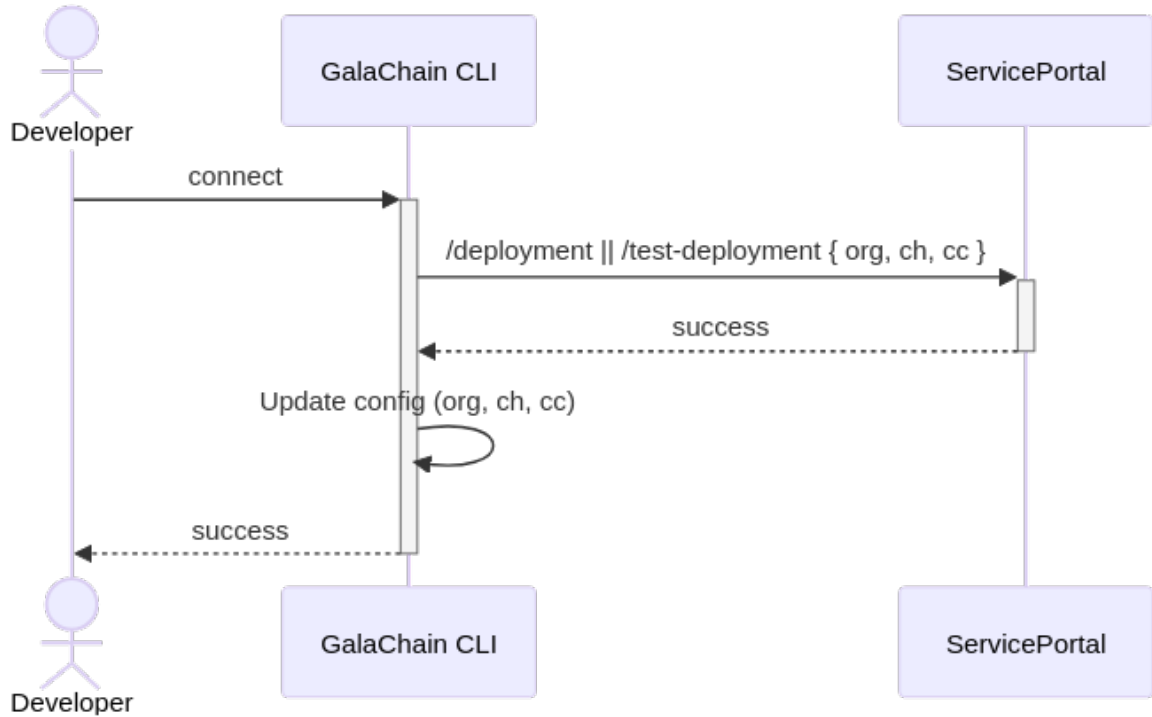 GalaChain CLI
ServicePortal
Developer
connect
/deployment || /test-deployment { org, ch, cc }
success
Update config (org, ch, cc)
success
GalaChain CLI
ServicePortal
Developer